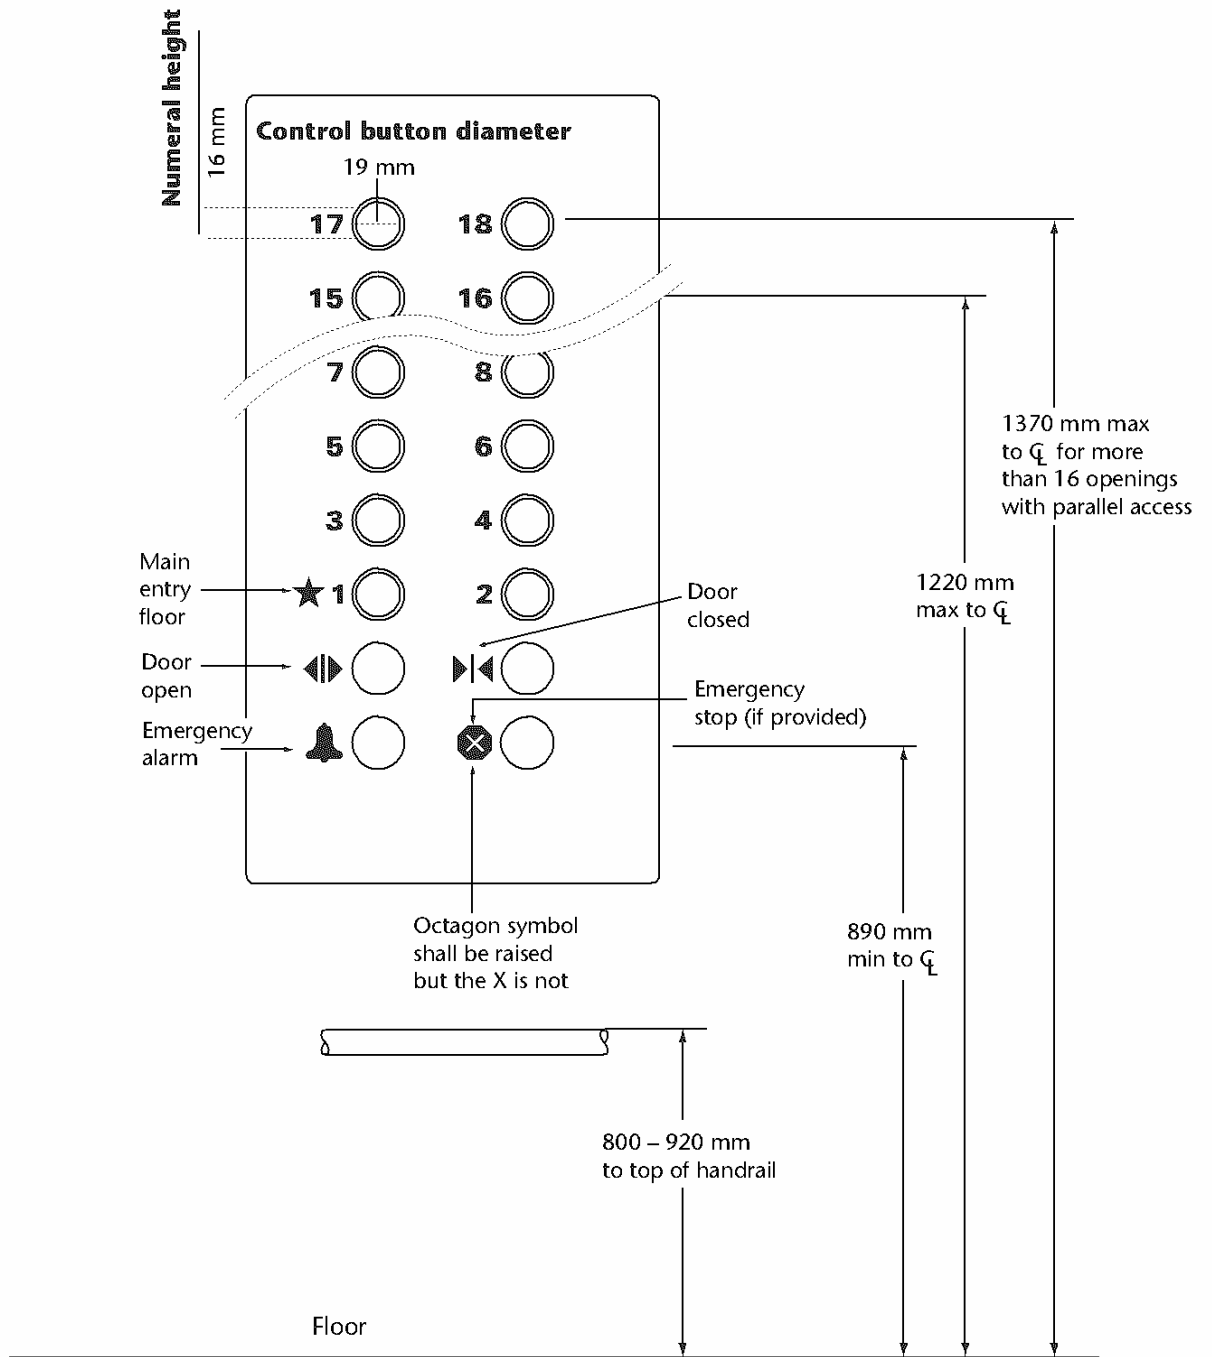 Numeral height
16 mm
Control button diameter
19 mm
17
18
15
16
7
8
5
6
3
4
1
2
Main
entry
floor
Door
open
Emergency
alarm
Door
closed
Emergency
stop (if provided)
X
Octagon symbol
shall be raised
but the X is not
1370 mm max
to ℄ for more
than 16 openings
with parallel access
1220 mm
max to ℄
890 mm
min to ℄
800 – 920 mm
to top of handrail
Floor